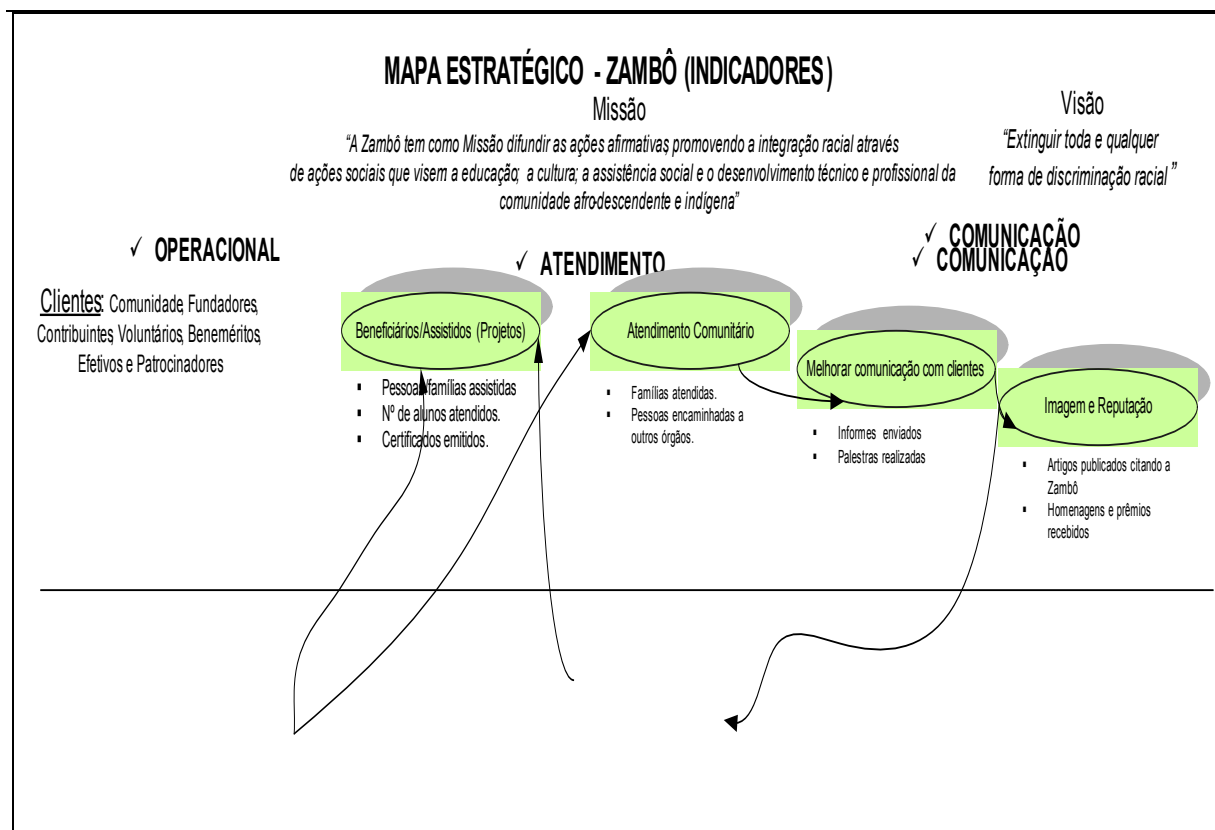 MAPA ESTRATÉGICO - ZAMBÔ (INDICADORES)
Missão
“A Zambô tem como Missão difundir as ações afirmativas, promovendo a integração racial através
de ações sociais que visem a educação; a cultura; a assistência social e o desenvolvimento técnico e profissional da
comunidade afro-descendente e indígena”
Visão
“Extinguir toda e qualquer
forma de discriminação racial ”
✓ OPERACIONAL
✓ ATENDIMENTO
✓ COMUNICAÇÃO
✓ COMUNICAÇÃO
Clientes: Comunidade, Fundadores,
Contribuintes, Voluntários, Beneméritos,
Efetivos e Patrocinadores
Beneficiários/Assistidos (Projetos)
▪ Pessoas/famílias assistidas
▪ Nº de alunos atendidos.
▪ Certificados emitidos.
Atendimento Comunitário
▪ Famílias atendidas.
▪ Pessoas encaminhadas a
outros órgãos.
Melhorar comunicação com clientes
▪ Informes enviados
▪ Palestras realizadas
Imagem e Reputação
▪ Artigos publicados citando a
Zambô
▪ Homenagens e prêmios
recebidos